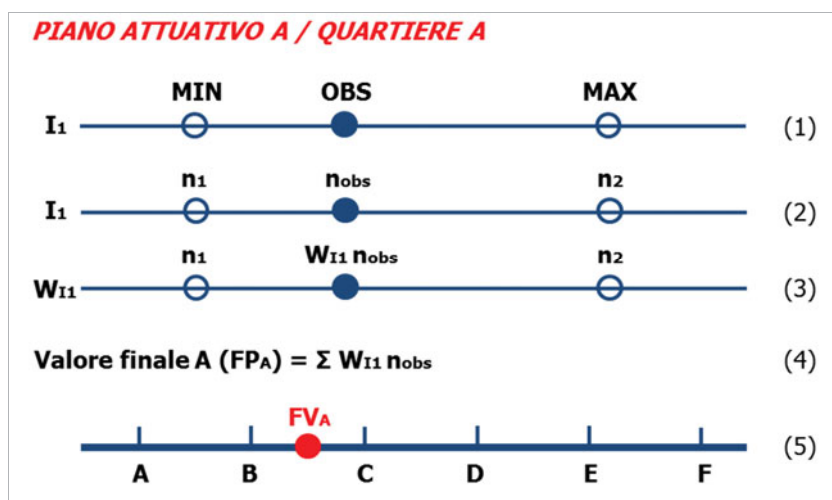 PIANO ATTUATIVO A / QUARTIERE A
MIN OBS MAX
I1 (1)
n1 nobs n2
I1 (2)
n1 WI1 nobs n2
WI1 (3)
Valore finale A (FPA) = Σ WI1 nobs (4)
FVA
(5)
A B C D E F